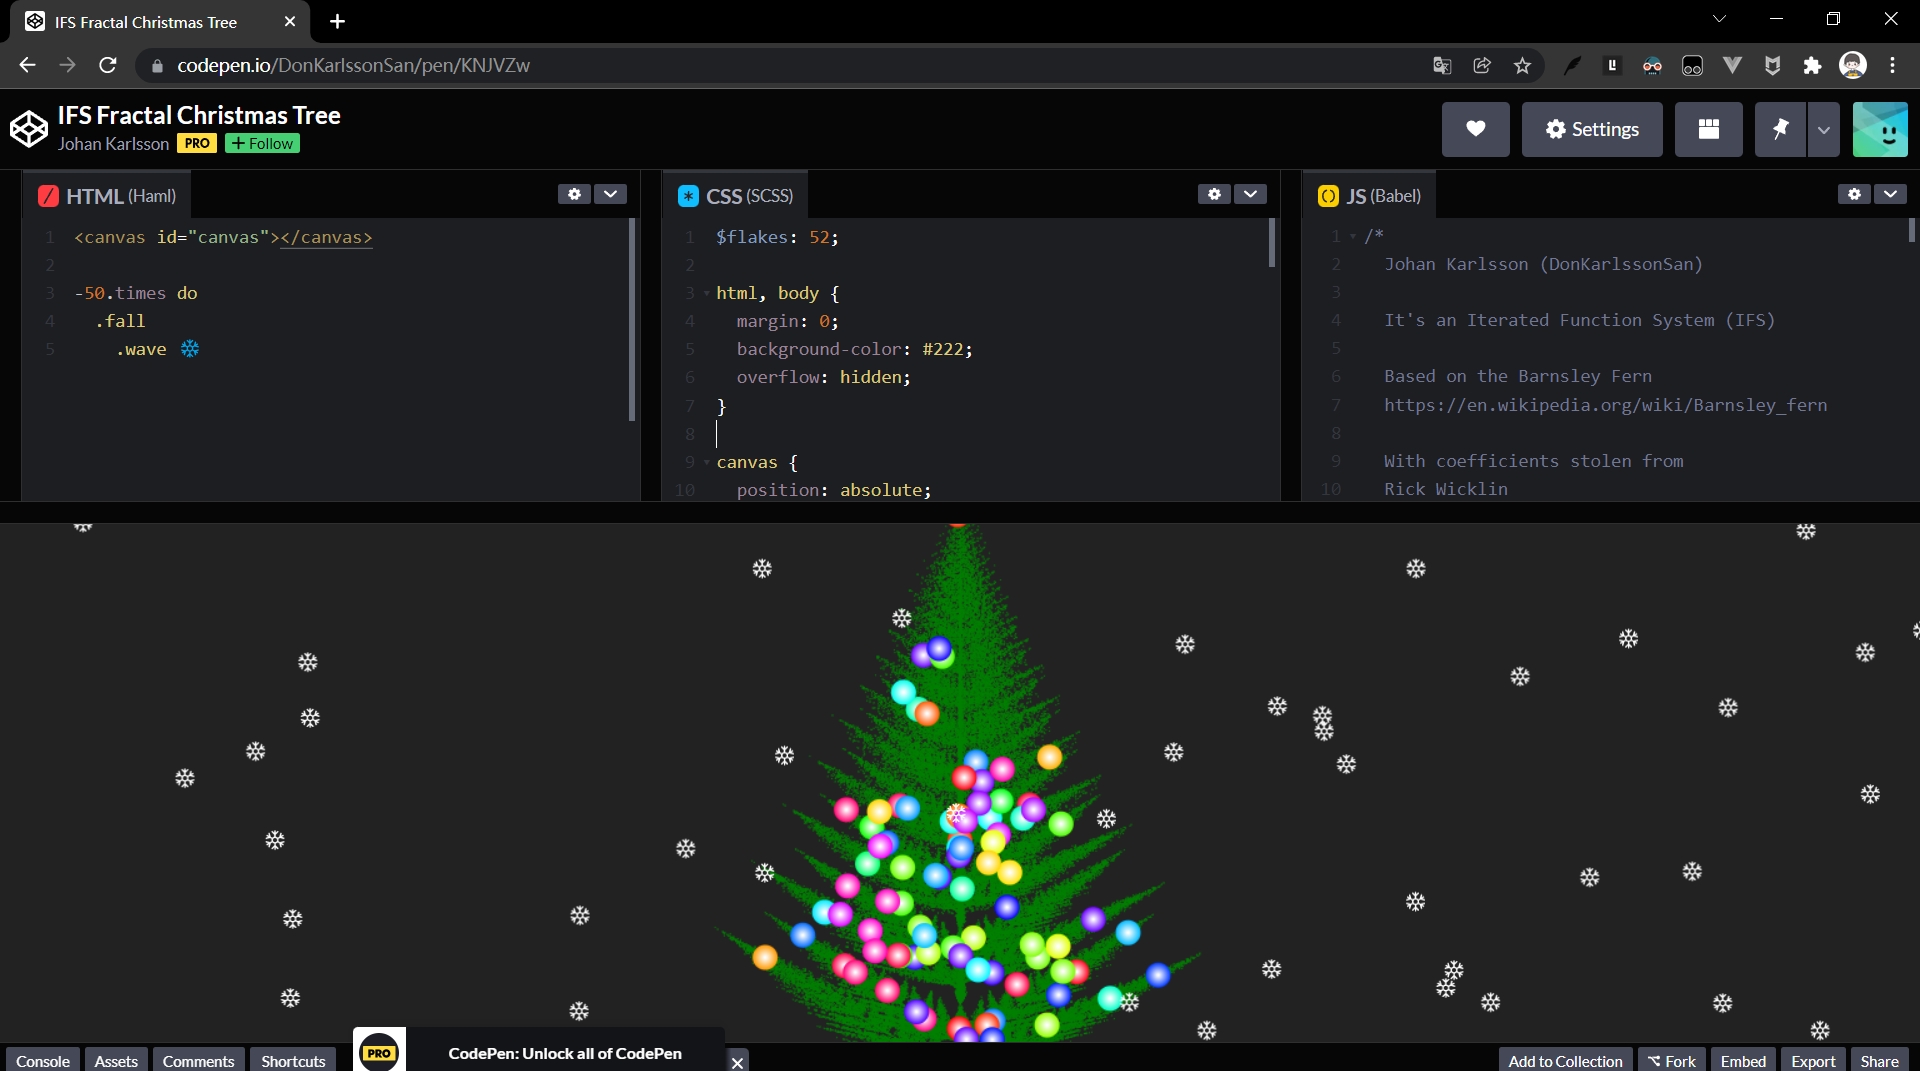 IFS Fractal Christmas Tree
codepen.io/DonKarlssonSan/pen/KNJVZw
IFS Fractal Christmas Tree
Johan Karlsson PRO + Follow
Settings
HTML (Haml)
1 <canvas id="canvas"></canvas>
2
3 -50.times do
4 .fall
5 .wave ❄
CSS (SCSS)
1 $flakes: 52;
2
3 html, body {
4 margin: 0;
5 background-color: #222;
6 overflow: hidden;
7 }
8
9 canvas {
10 position: absolute;
JS (Babel)
1 /*
2 Johan Karlsson (DonKarlssonSan)
3
4 It's an Iterated Function System (IFS)
5
6 Based on the Barnsley Fern
7 https://en.wikipedia.org/wiki/Barnsley_fern
8
9 With coefficients stolen from
10 Rick Wicklin
Console Assets Comments Shortcuts
PRO CodePen: Unlock all of CodePen
Add to Collection Fork Embed Export Share